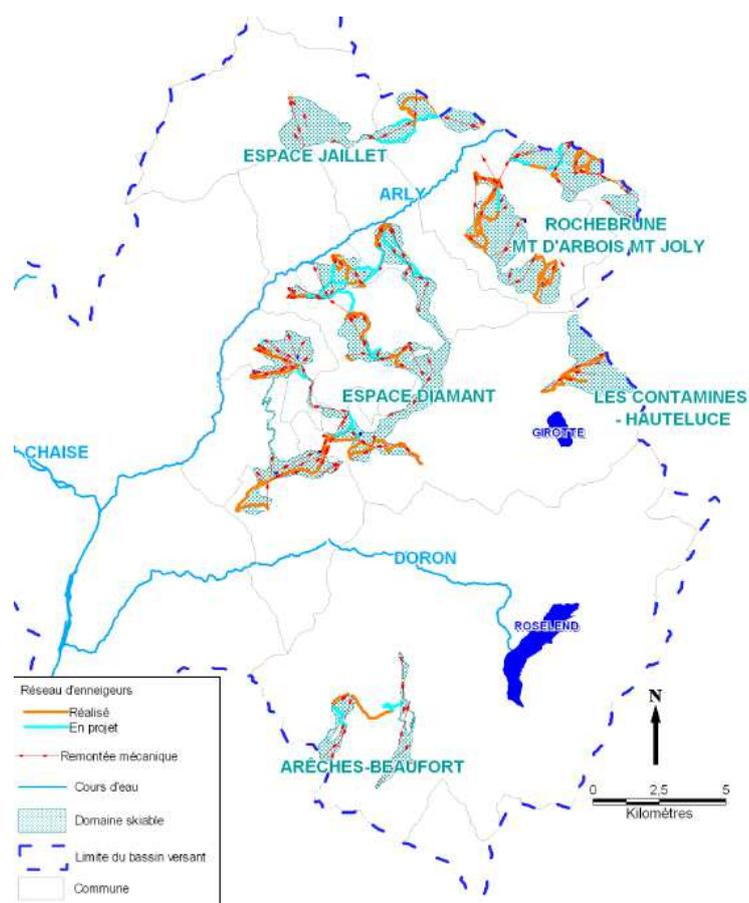 ESPACE JAILLET
ARLY
ROCHEBRUNE
MT D'ARBOIS MT JOLY
ESPACE DIAMANT
LES CONTAMINES
- HAUTELUCE
GIROTTE
CHAISE
DORON
ROSELEND
ARÊCHES-BEAUFORT
N
0 2,5 5
Kilomètres
Réseau d'enneigeurs
Réalisé
En projet
Remontée mécanique
Cours d'eau
Domaine skiable
Limite du bassin versant
Commune